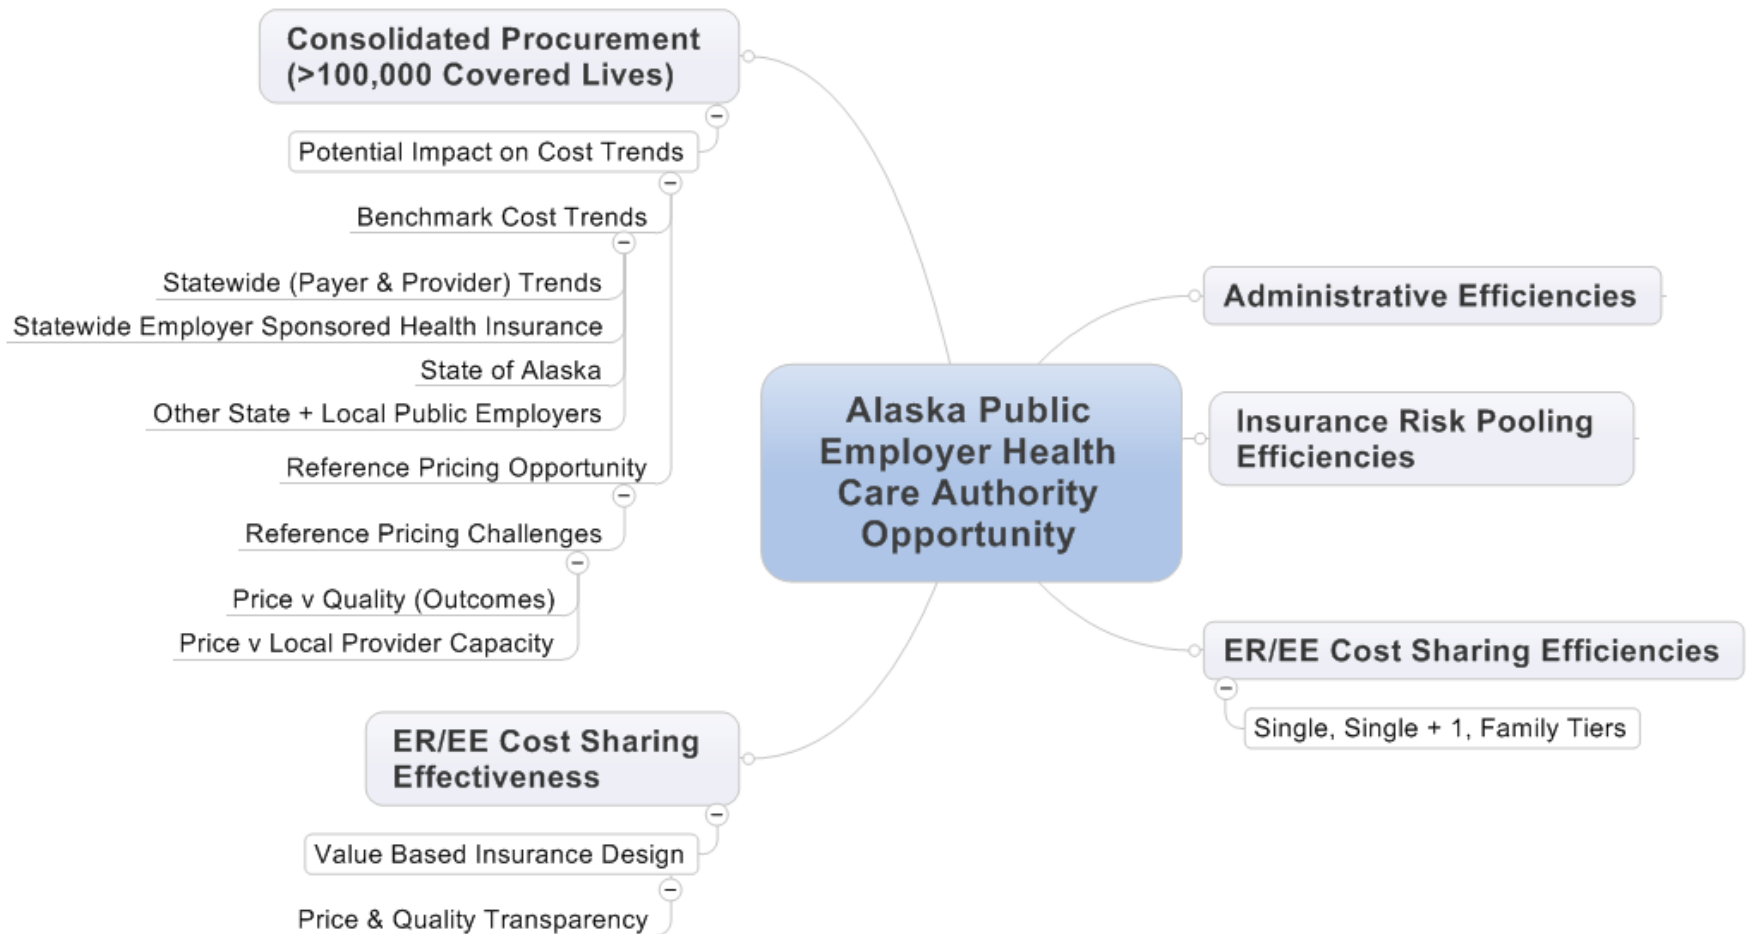 Consolidated Procurement
(>100,000 Covered Lives)
Potential Impact on Cost Trends
Benchmark Cost Trends
Statewide (Payer & Provider) Trends
Statewide Employer Sponsored Health Insurance
State of Alaska
Other State + Local Public Employers
Reference Pricing Opportunity
Reference Pricing Challenges
Price v Quality (Outcomes)
Price v Local Provider Capacity
ER/EE Cost Sharing
Effectiveness
Value Based Insurance Design
Price & Quality Transparency
Alaska Public
Employer Health
Care Authority
Opportunity
Administrative Efficiencies
Insurance Risk Pooling
Efficiencies
ER/EE Cost Sharing Efficiencies
Single, Single + 1, Family Tiers